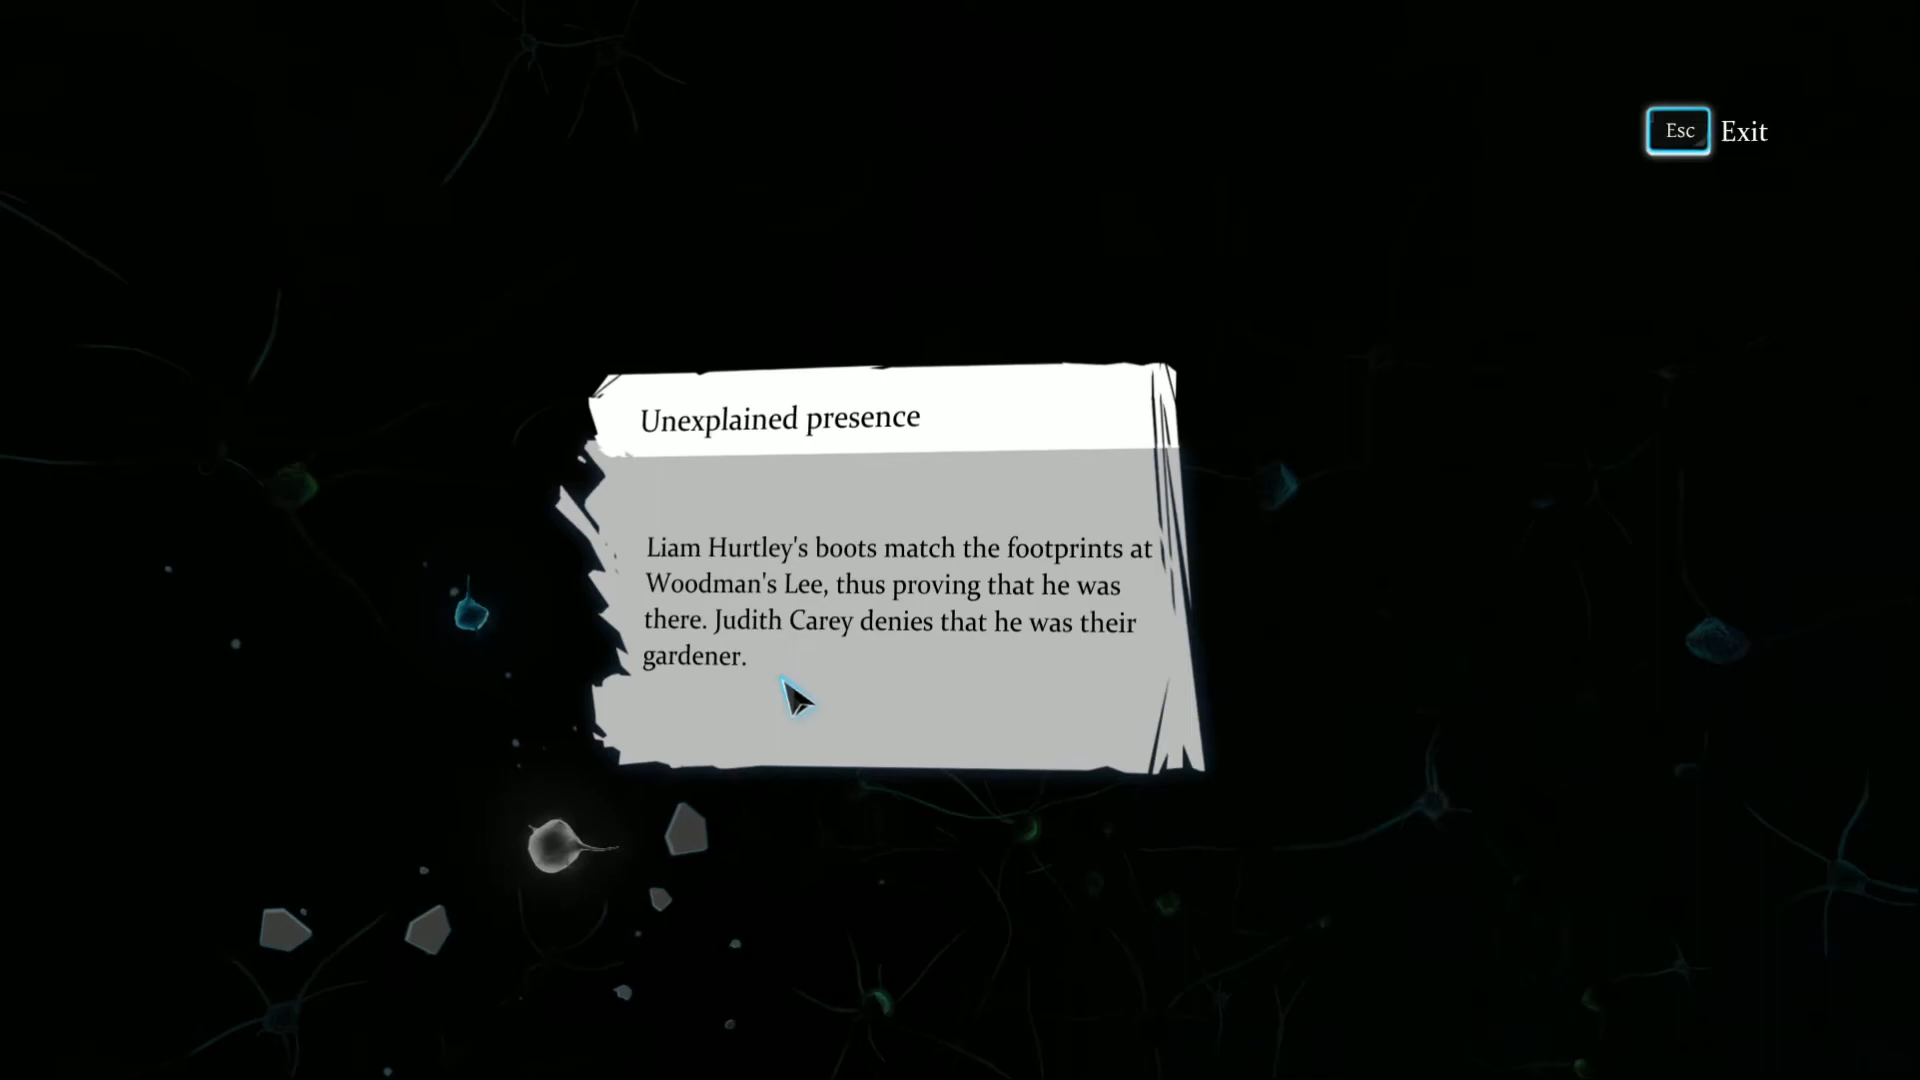 Esc Exit
Unexplained presence
Liam Hurtley's boots match the footprints at
Woodman's Lee, thus proving that he was
there. Judith Carey denies that he was their
gardener.